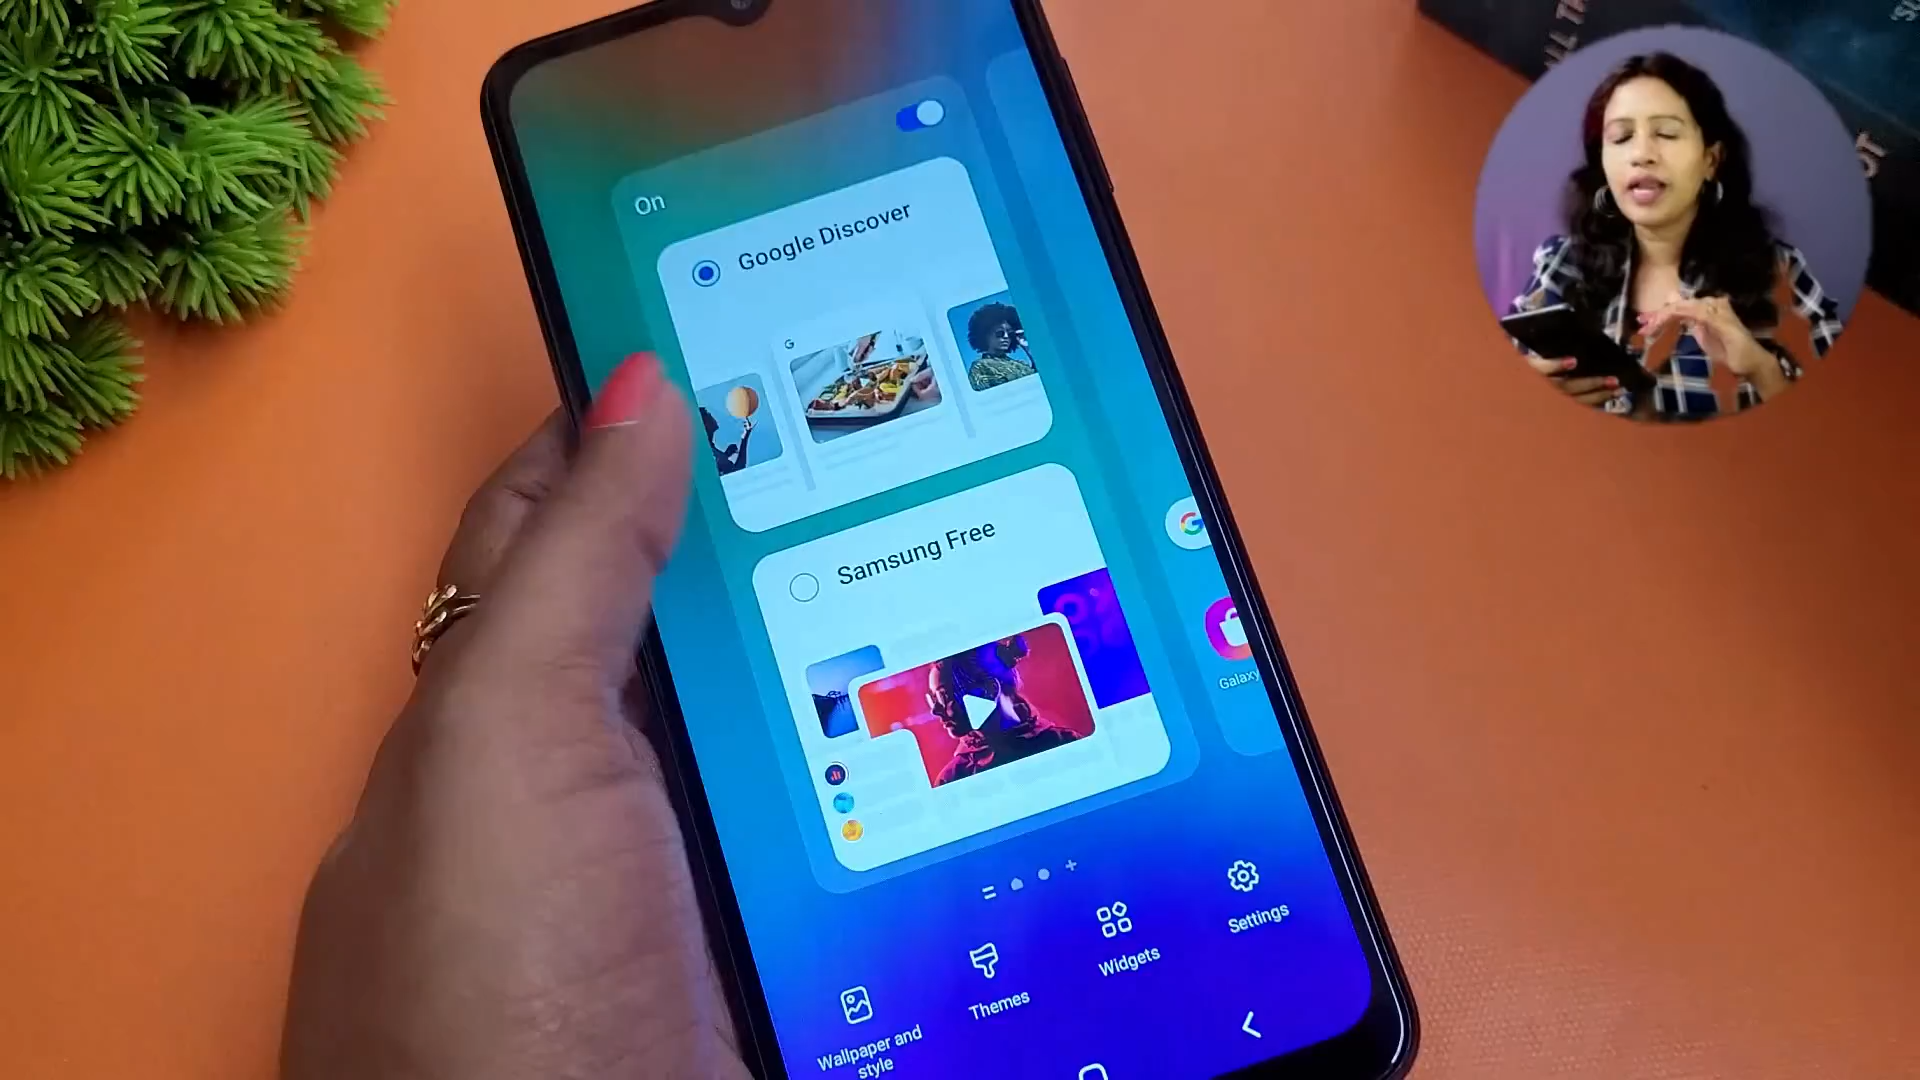 On
Google Discover
G
Samsung Free
G
Galaxy
Wallpaper and
style
Themes
Widgets
Settings